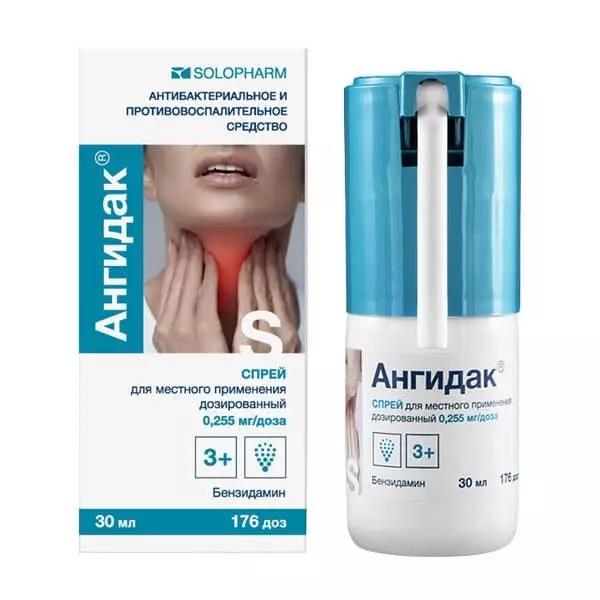 SOLOPHARM
АНТИБАКТЕРИАЛЬНОЕ И
ПРОТИВОВОСПАЛИТЕЛЬНОЕ
СРЕДСТВО
Ангидак®
S
СПРЕЙ
для местного применения
дозированный
0,255 мг/доза
3+
Бензидамин
30 мл 176 доз
Ангидак®
СПРЕЙ для местного применения
дозированный 0,255 мг/доза
3+
S
Бензидамин 30 мл 176 доз